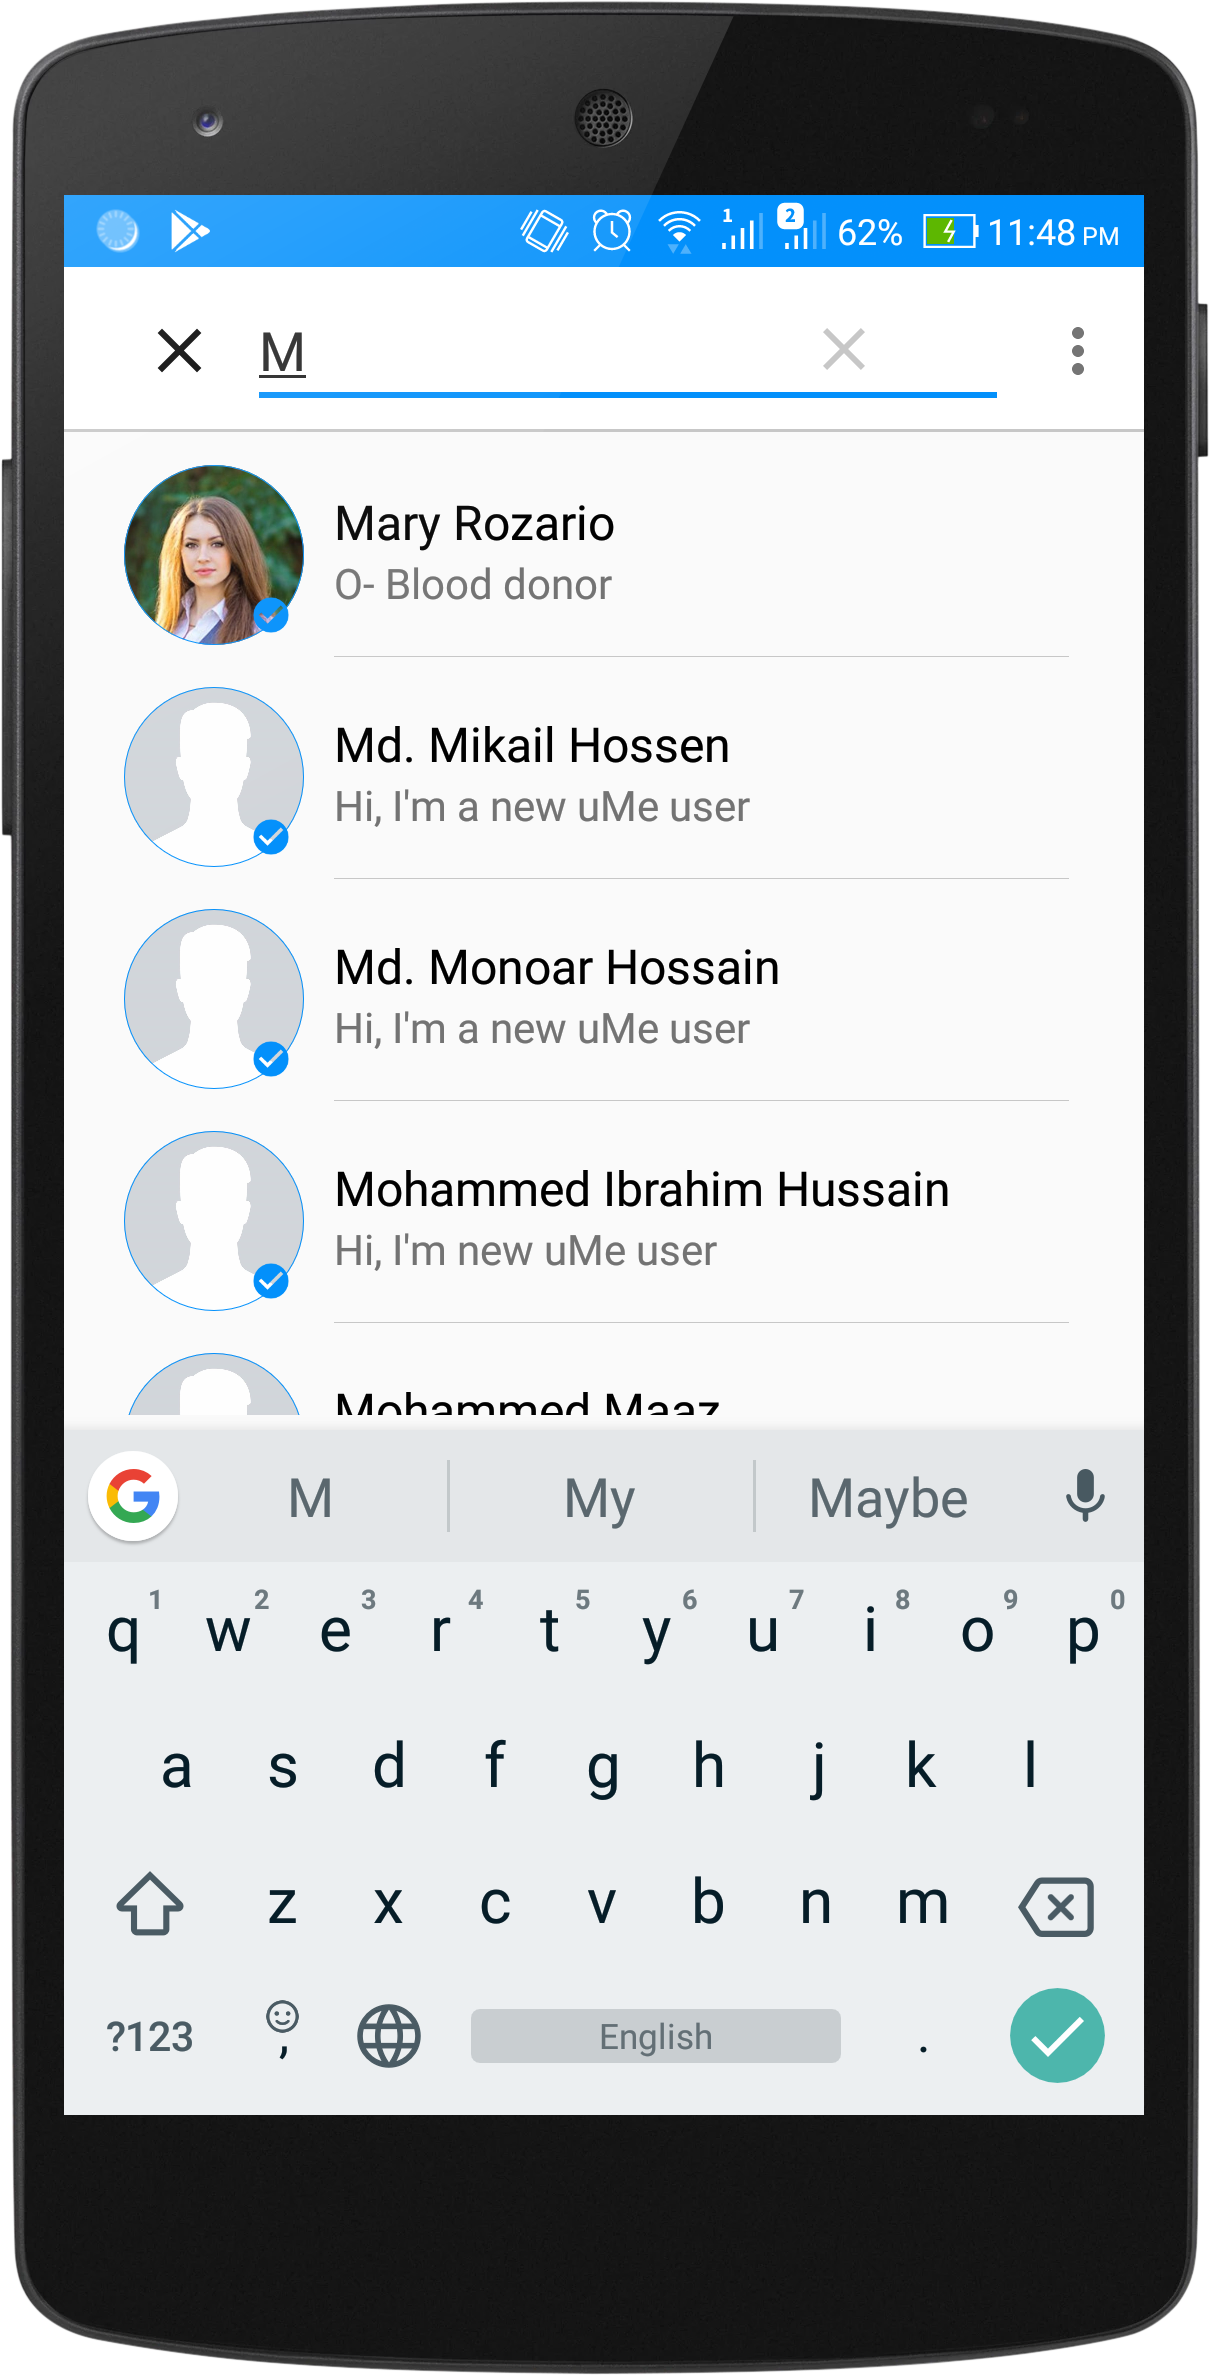 1 2 62% 11:48 PM
M
Mary Rozario
O- Blood donor
Md. Mikail Hossen
Hi, I'm a new uMe user
Md. Monoar Hossain
Hi, I'm a new uMe user
Mohammed Ibrahim Hussain
Hi, I'm new uMe user
Mohammed Maaz
G M My Maybe
1 2 3 4 5 6 7 8 9 0
q w e r t y u i o p
a s d f g h j k l
z x c v b n m
?123 , English .